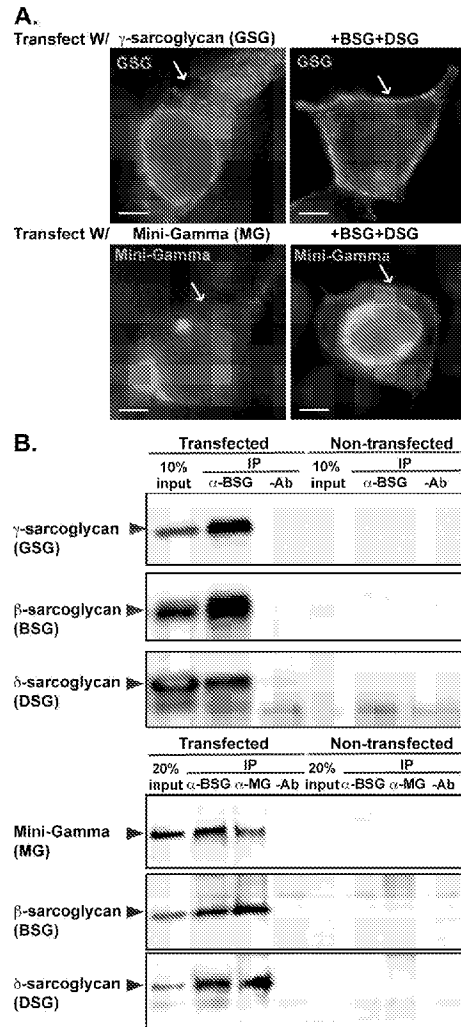 A.
Transfect W/ γ-sarcoglycan (GSG) +BSG+DSG
GSG GSG
Transfect W/ Mini-Gamma (MG) +BSG+DSG
Mini-Gamma Mini-Gamma
B.
Transfected Non-transfected
10% input IP α-BSG -Ab 10% input IP α-BSG -Ab
γ-sarcoglycan
(GSG)
β-sarcoglycan
(BSG)
δ-sarcoglycan
(DSG)
Transfected Non-transfected
20% input IP α-BSG α-MG -Ab 20% input IP α-BSG α-MG -Ab
Mini-Gamma
(MG)
β-sarcoglycan
(BSG)
δ-sarcoglycan
(DSG)